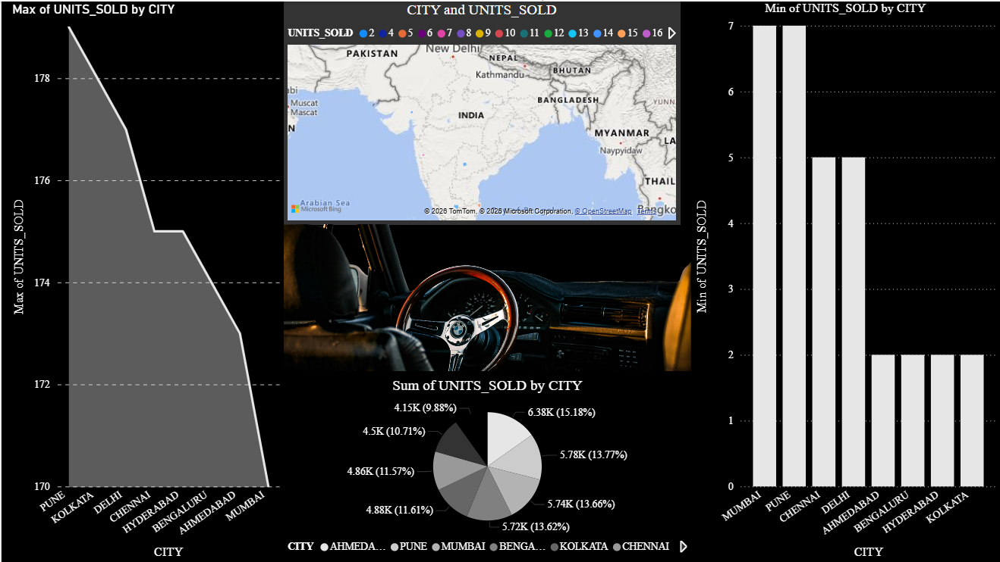 Max of UNITS_SOLD by CITY
178
176
174
172
170
Max of UNITS_SOLD
PUNE
KOLKATA
DELHI
CHENNAI
HYDERABAD
BENGALURU
AHMEDABAD
MUMBAI
CITY
CITY and UNITS_SOLD
UNITS_SOLD 2 4 5 6 7 8 9 10 11 12 13 14 15 16
PAKISTAN
New Delhi
NEPAL
Kathmandu
BHUTAN
abi
Muscat
Mascat
BANGLADESH
YUNN
N
INDIA
MYANMAR
LA
Naypyidaw
THAIL
Arabian Sea
Microsoft Bing
Bangko
© 2026 TomTom, © 2026 Microsoft Corporation, © OpenStreetMap Terms
Sum of UNITS_SOLD by CITY
4.15K (9.88%)
6.38K (15.18%)
4.5K (10.71%)
5.78K (13.77%)
4.86K (11.57%)
5.74K (13.66%)
4.88K (11.61%)
5.72K (13.62%)
CITY AHMEDA... PUNE MUMBAI BENGA... KOLKATA CHENNAI
Min of UNITS_SOLD by CITY
7
6
5
4
3
2
1
0
Min of UNITS_SOLD
MUMBAI
PUNE
CHENNAI
DELHI
AHMEDABAD
BENGALURU
HYDERABAD
KOLKATA
CITY